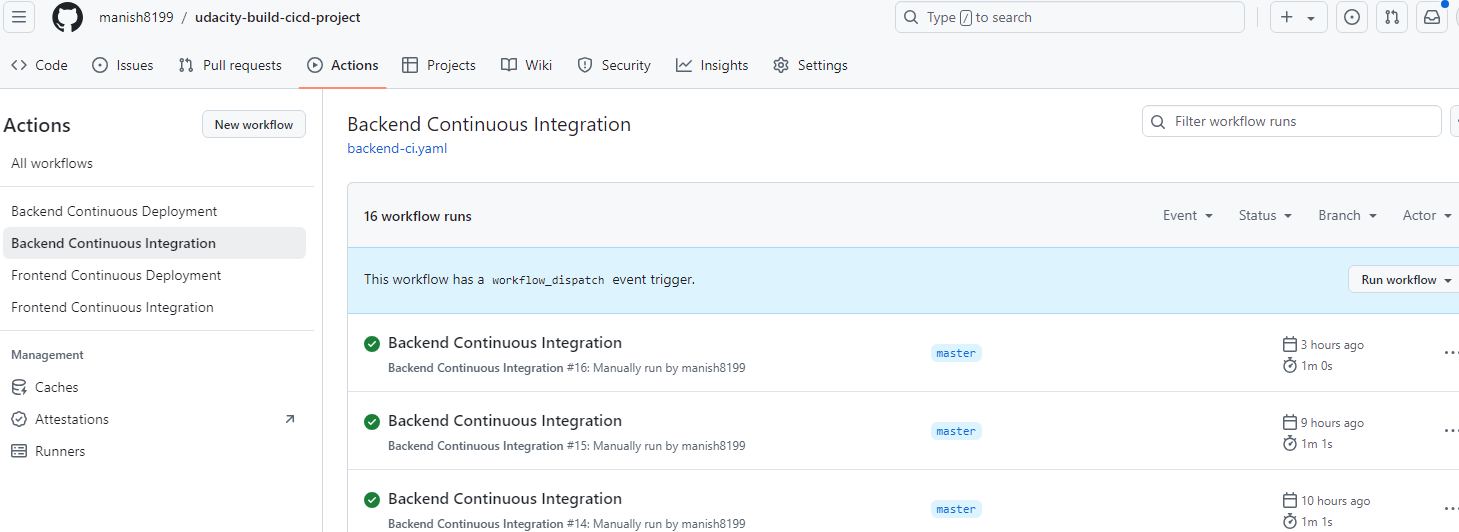 manish8199 / udacity-build-cicd-project
Type / to search
Code Issues Pull requests Actions Projects Wiki Security Insights Settings
Actions
New workflow
All workflows
Backend Continuous Deployment
Backend Continuous Integration
Frontend Continuous Deployment
Frontend Continuous Integration
Management
Caches
Attestations
Runners
Backend Continuous Integration
backend-ci.yaml
Filter workflow runs
16 workflow runs
Event Status Branch Actor
This workflow has a workflow_dispatch event trigger.
Run workflow
Backend Continuous Integration
Backend Continuous Integration #16: Manually run by manish8199
master
3 hours ago
1m 0s
Backend Continuous Integration
Backend Continuous Integration #15: Manually run by manish8199
master
9 hours ago
1m 1s
Backend Continuous Integration
Backend Continuous Integration #14: Manually run by manish8199
master
10 hours ago
1m 1s